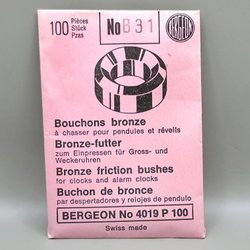 100 Pièces
Stück
Pzas
No B 31
BERGEON
Bouchons bronze
à chasser pour pendules et réveils
Bronze-futter
zum Einpressen für Gross- und
Weckeruhren
Bronze friction bushes
for clocks and alarm clocks
Buchon de bronce
par despertadores y relojes de pendulo
BERGEON No 4019 P 100
Swiss made